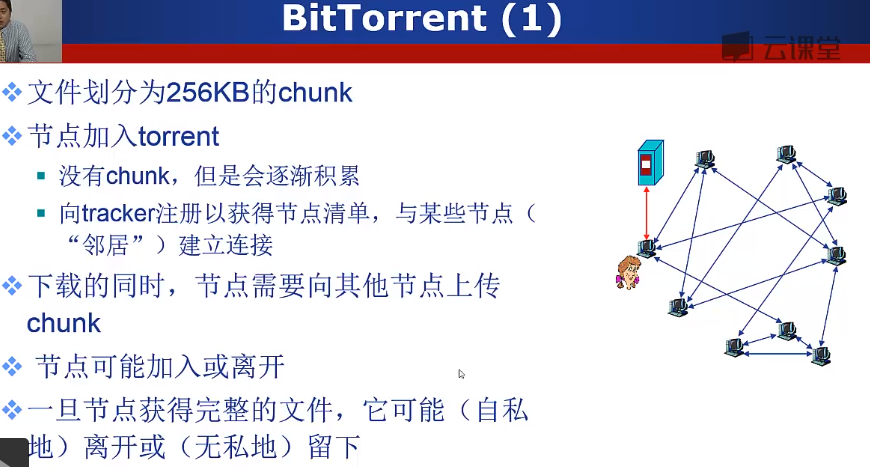 BitTorrent (1)
云课堂
文件划分为256KB的chunk
节点加入torrent
没有chunk，但是会逐渐积累
向tracker注册以获得节点清单，与某些节点（
“邻居”）建立连接
下载的同时，节点需要向其他节点上传
chunk
节点可能加入或离开
一旦节点获得完整的文件，它可能（自私
地）离开或（无私地）留下